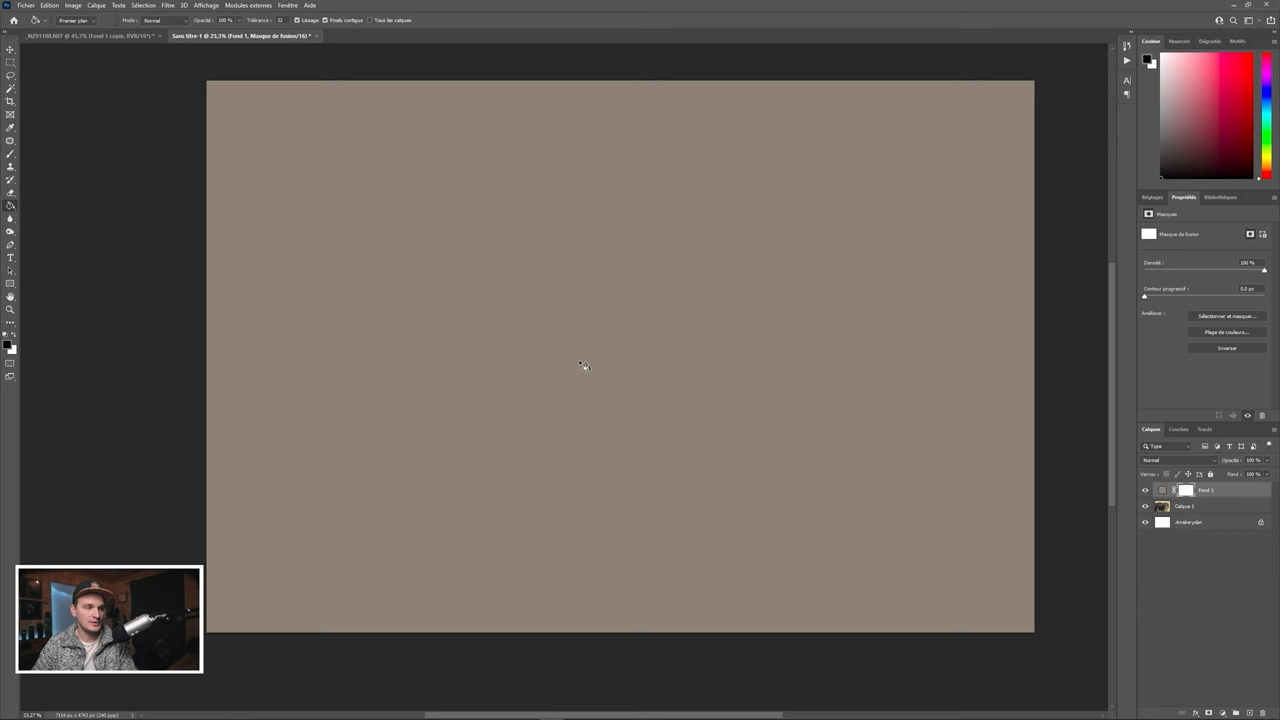 Fichier Edition Image Calque Texte Sélection Filtre 3D Affichage Modules externes Fenêtre Aide
Premier plan Mode : Normal Opacité : 100 % Tolérance : 32 Lissage Pixels contigus Tous les calques
_NZ91108.NEF @ 45,7% (Fond 1 copie, RVB/16*) * × Sans titre-1 @ 23,3% (Fond 1, Masque de fusion/16) * ×
Couleur Nuancier Dégradés Motifs
Réglages Propriétés Bibliothèques
Masques
Masque de fusion
Densité : 100 %
Contour progressif : 0,0 px
Améliorer : Sélectionner et masquer...
Plage de couleurs...
Inverser
Calques Couches Tracés
Type
Normal Opacité : 100 %
Verrou : Fond : 100 %
Fond 1
Calque 1
Arrière-plan
23,27 % 7114 px x 4743 px (240 ppp)